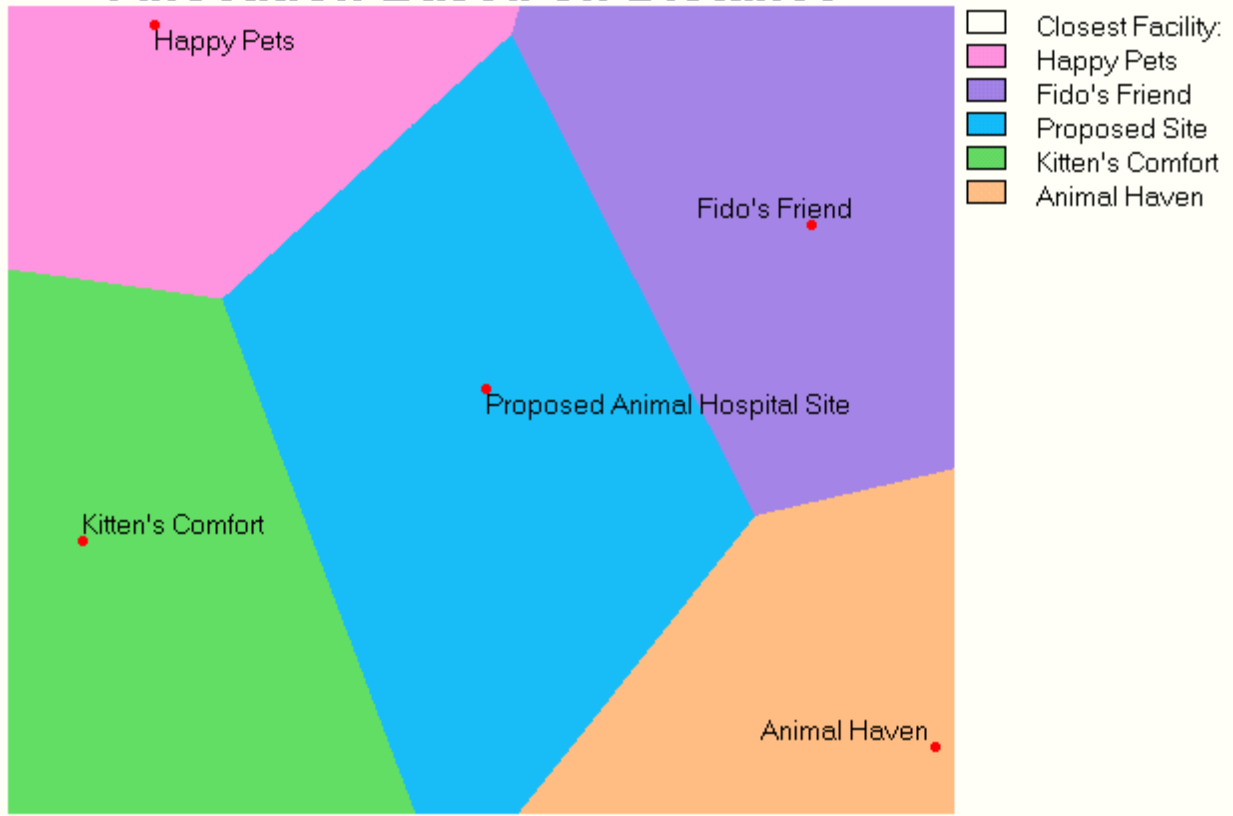 Happy Pets
Fido's Friend
Proposed Animal Hospital Site
Kitten's Comfort
Animal Haven
Closest Facility:
Happy Pets
Fido's Friend
Proposed Site
Kitten's Comfort
Animal Haven